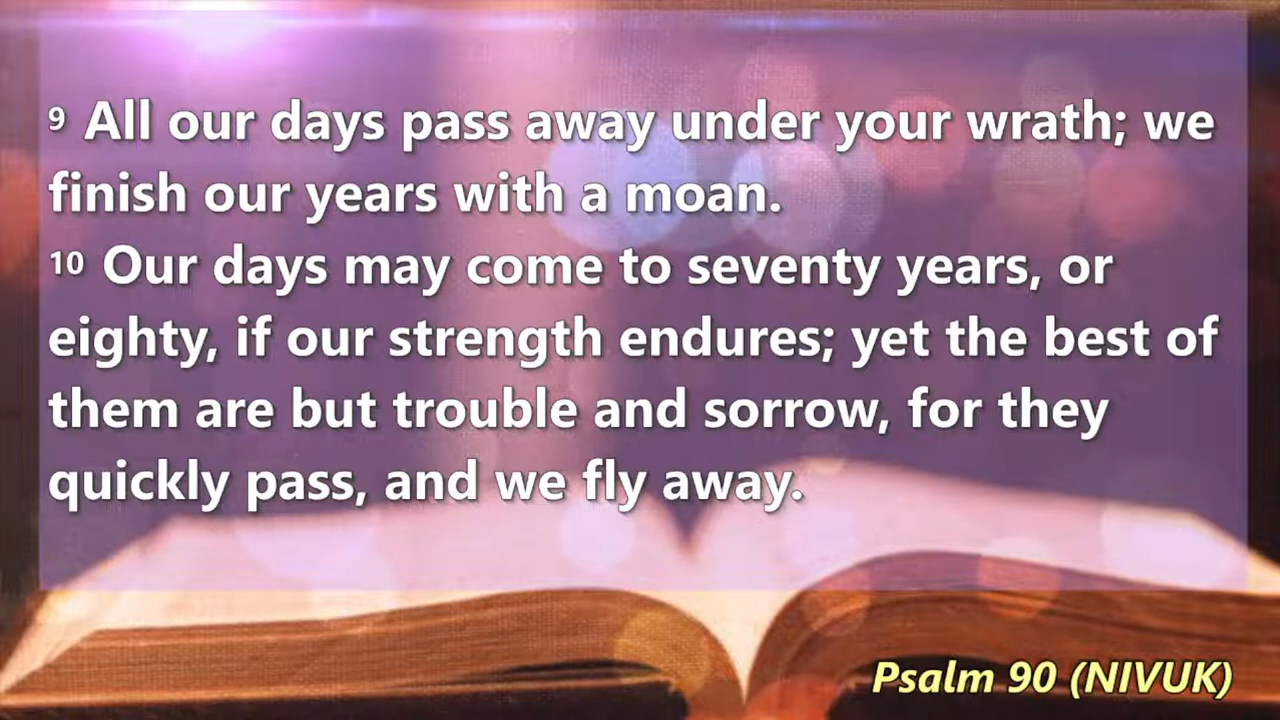 9 All our days pass away under your wrath; we
finish our years with a moan.
10 Our days may come to seventy years, or
eighty, if our strength endures; yet the best of
them are but trouble and sorrow, for they
quickly pass, and we fly away.
Psalm 90 (NIVUK)